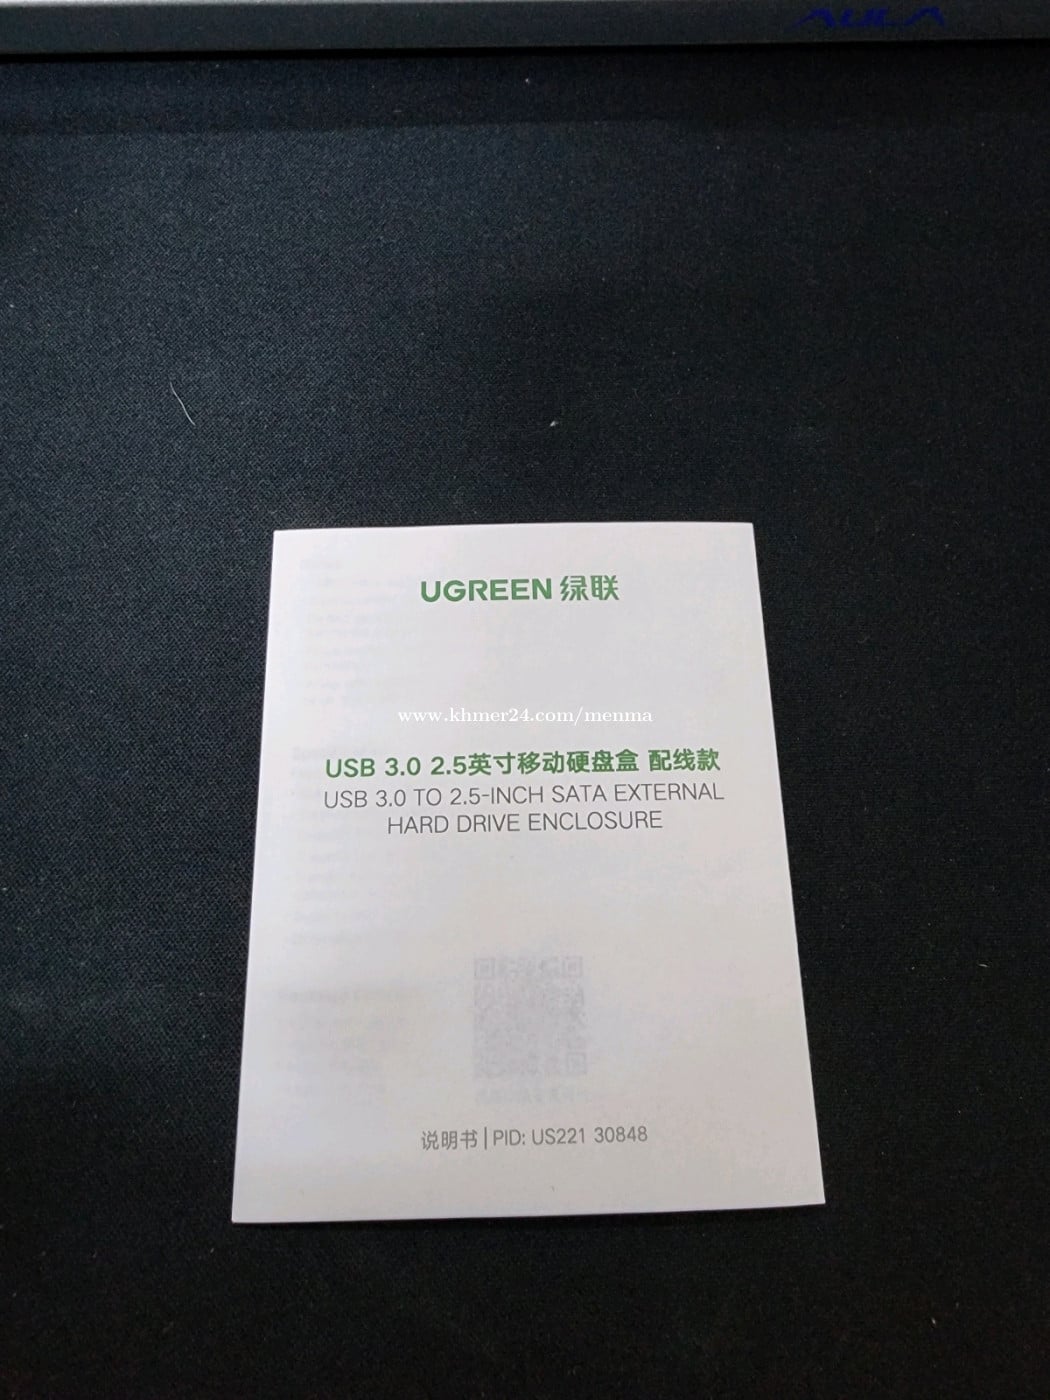 AULA
UGREEN 绿联
www.khmer24.com/menma
USB 3.0 2.5英寸移动硬盘盒 配线款
USB 3.0 TO 2.5-INCH SATA EXTERNAL
HARD DRIVE ENCLOSURE
说明书 | PID: US221 30848